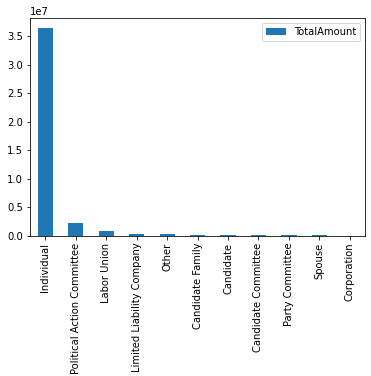 1e7
TotalAmount
3.5
3.0
2.5
2.0
1.5
1.0
0.5
0.0
Individual
Political Action Committee
Labor Union
Limited Liability Company
Other
Candidate Family
Candidate
Candidate Committee
Party Committee
Spouse
Corporation